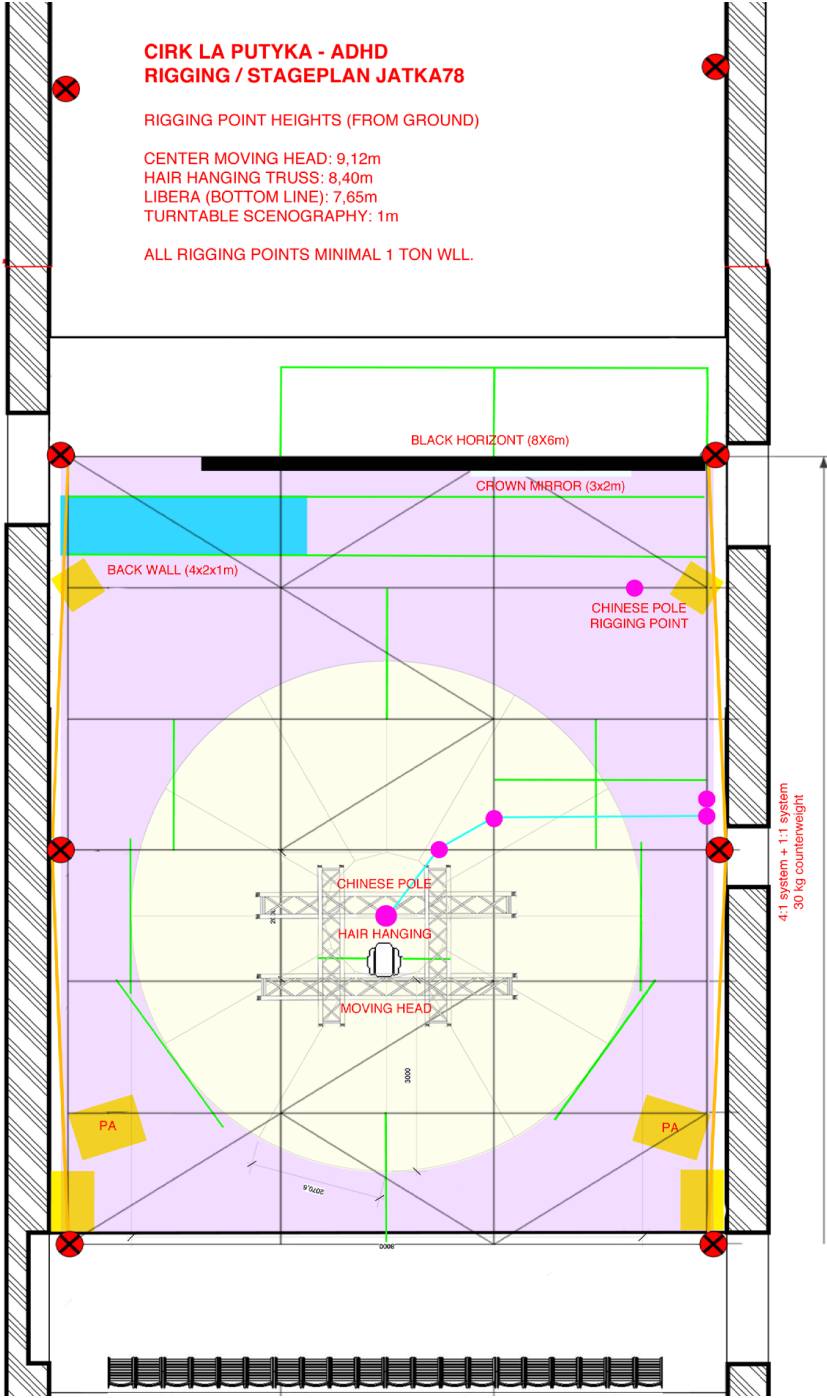 CIRK LA PUTYKA - ADHD
RIGGING / STAGEPLAN JATKA78
RIGGING POINT HEIGHTS (FROM GROUND)
CENTER MOVING HEAD: 9,12m
HAIR HANGING TRUSS: 8,40m
LIBERA (BOTTOM LINE): 7,65m
TURNTABLE SCENOGRAPHY: 1m
ALL RIGGING POINTS MINIMAL 1 TON WLL.
BLACK HORIZONT (8X6m)
CROWN MIRROR (3x2m)
BACK WALL (4x2x1m)
CHINESE POLE
RIGGING POINT
4:1 system + 1:1 system
30 kg counterweight
CHINESE POLE
HAIR HANGING
MOVING HEAD
3000
PA
PA
2070,6